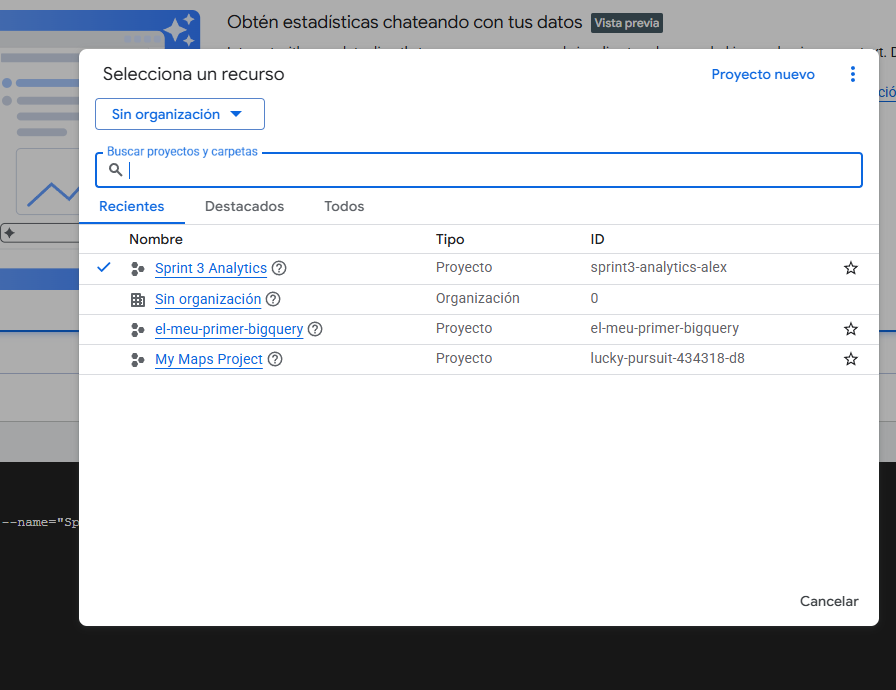 Obtén estadísticas chateando con tus datos Vista previa
Selecciona un recurso
Proyecto nuevo
Sin organización
Buscar proyectos y carpetas
Recientes Destacados Todos
Nombre Tipo ID
Sprint 3 Analytics Proyecto sprint3-analytics-alex
Sin organización Organización 0
el-meu-primer-bigquery Proyecto el-meu-primer-bigquery
My Maps Project Proyecto lucky-pursuit-434318-d8
--name="Sp
Cancelar